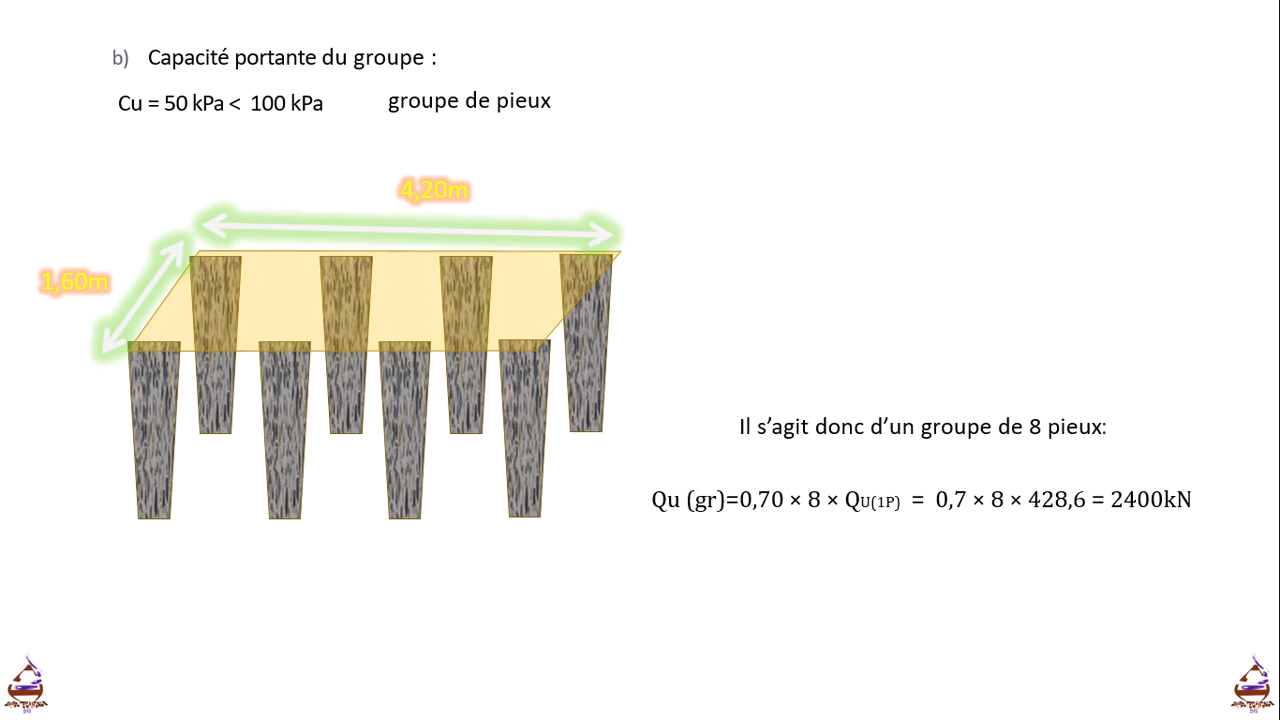 b) Capacité portante du groupe :
Cu = 50 kPa < 100 kPa groupe de pieux
4,20m
1,60m
Il s’agit donc d’un groupe de 8 pieux:
Qu (gr)=0,70 × 8 × QU(1P) = 0,7 × 8 × 428,6 = 2400kN